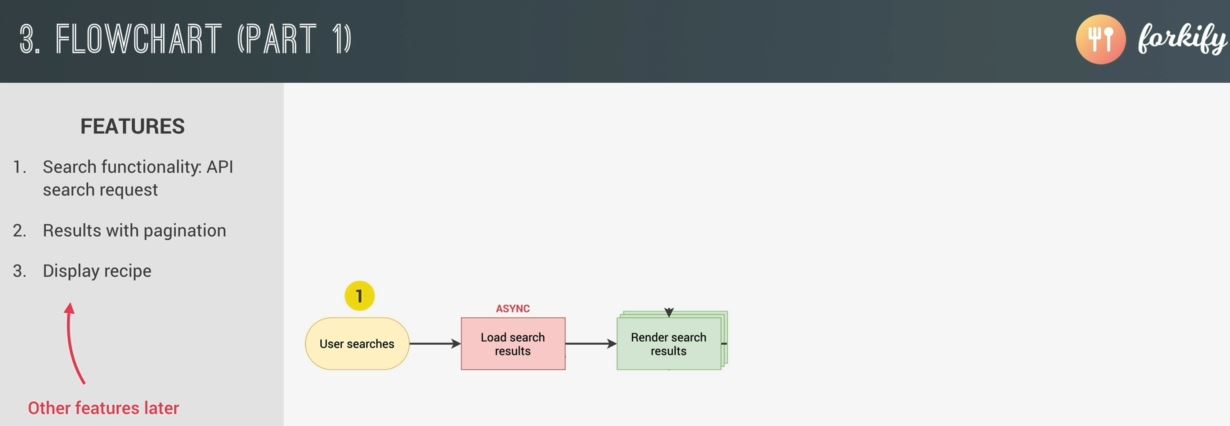 3. FLOWCHART (PART 1)
forkify
FEATURES
1. Search functionality: API
search request
2. Results with pagination
3. Display recipe
Other features later
1
User searches
ASYNC
Load search
results
Render search
results